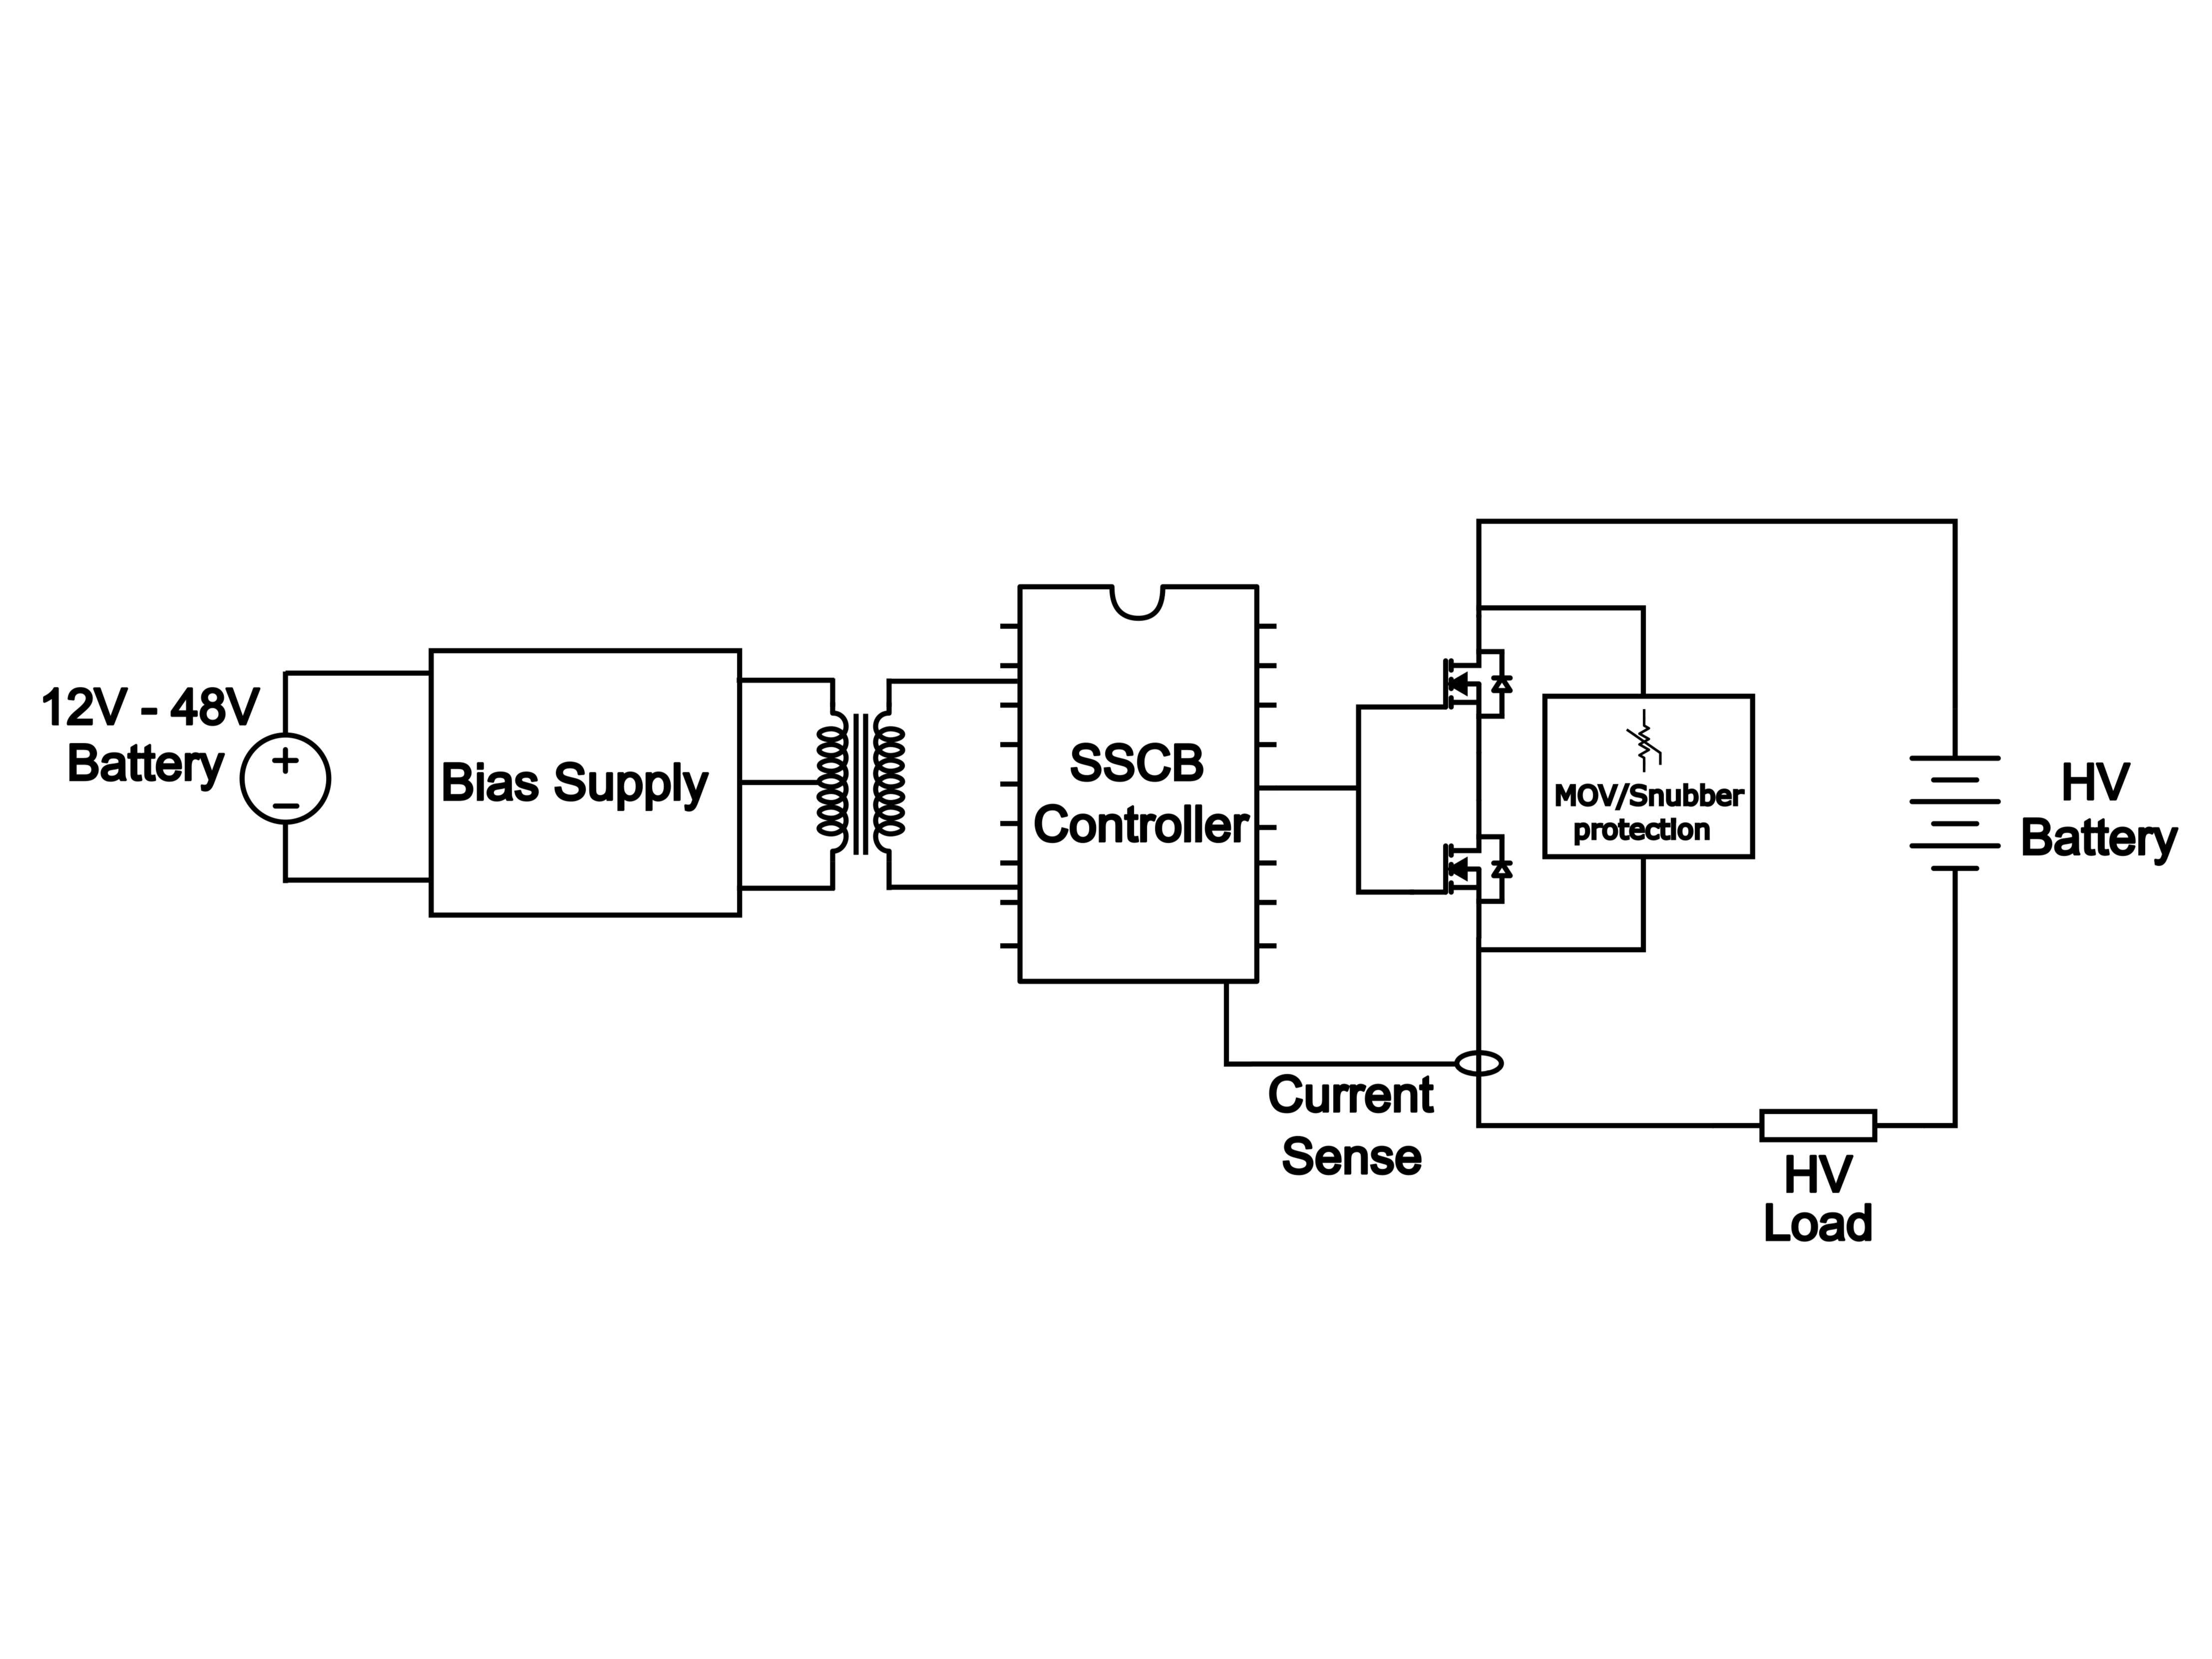 12V - 48V
Battery
Bias Supply
SSCB
Controller
MOV/Snubber
protection
HV
Battery
Current
Sense
HV
Load